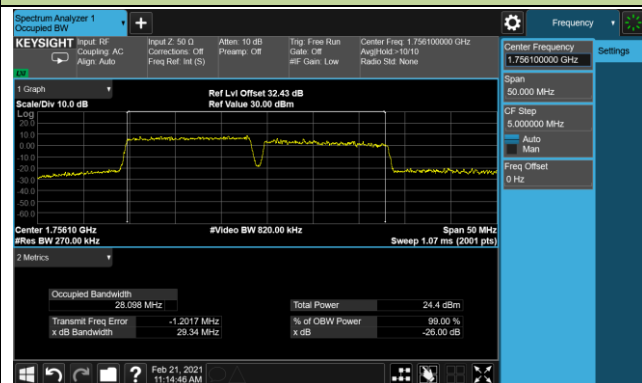 Spectrum Analyzer 1
Occupied BW
Frequency
KEYSIGHT
Input: RF
Coupling: AC
Align: Auto
Input Z: 50 Ω
Corrections: Off
Freq Ref: Int (S)
Atten: 10 dB
Preamp: Off
Trig: Free Run
Gate: Off
#IF Gain: Low
Center Freq: 1.756100000 GHz
Avg|Hold:>10/10
Radio Std: None
LXI
Center Frequency
1.756100000 GHz
Settings
Span
50.000 MHz
CF Step
5.000000 MHz
Auto
Man
Freq Offset
0 Hz
1 Graph
Scale/Div 10.0 dB
Ref Lvl Offset 32.43 dB
Ref Value 30.00 dBm
Log
20.0
10.0
0.00
-10.0
-20.0
-30.0
-40.0
-50.0
-60.0
Center 1.75610 GHz
#Res BW 270.00 kHz
#Video BW 820.00 kHz
Span 50 MHz
Sweep 1.07 ms (2001 pts)
2 Metrics
Occupied Bandwidth
28.098 MHz
Total Power 24.4 dBm
Transmit Freq Error -1.2017 MHz
% of OBW Power 99.00 %
x dB Bandwidth 29.34 MHz
x dB -26.00 dB
?
Feb 21, 2021
11:14:46 AM